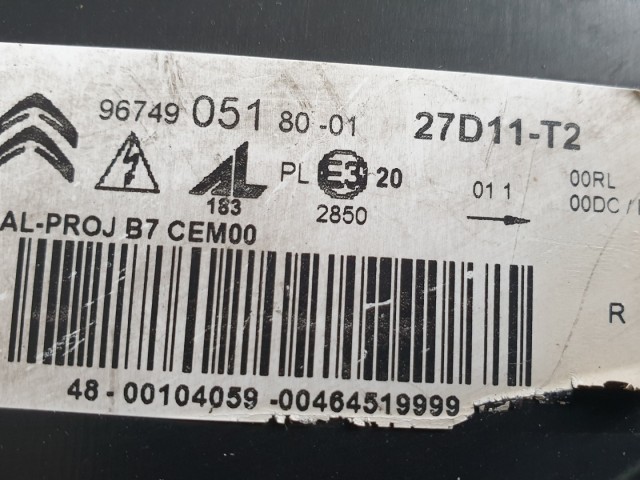 96749 051 80-01 27D11-T2
AL 183 PL E3 20 2850
01 1 00RL
00DC /
AL-PROJ B7 CEM00
R
48 - 00104059 -00464519999